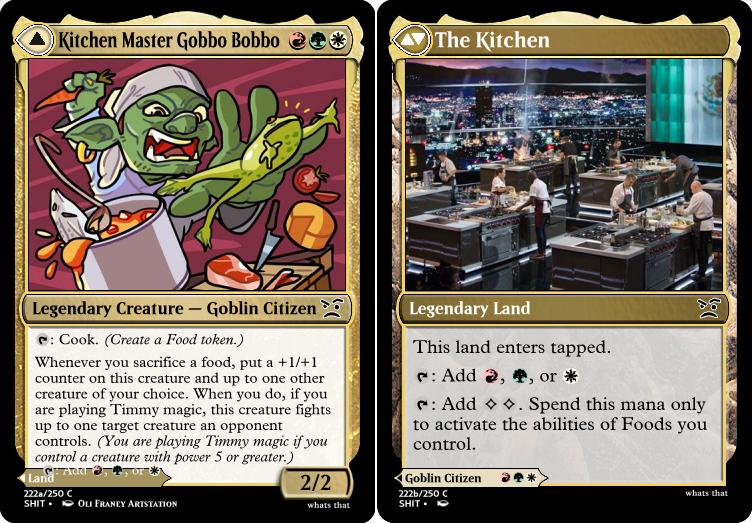 Kitchen Master Gobbo Bobbo
Legendary Creature — Goblin Citizen
: Cook. (Create a Food token.)
Whenever you sacrifice a food, put a +1/+1
counter on this creature and up to one other
creature of your choice. When you do, if you
are playing Timmy magic, this creature fights
up to one target creature an opponent
controls. (You are playing Timmy magic if you
control a creature with power 5 or greater.)
: Add , , or
Land
2/2
222a/250 C
SHIT • Oli Franey Artstation
whats that
The Kitchen
Legendary Land
This land enters tapped.
: Add , , or
: Add . Spend this mana only
to activate the abilities of Foods you
control.
Goblin Citizen
222b/250 C
SHIT •
whats that